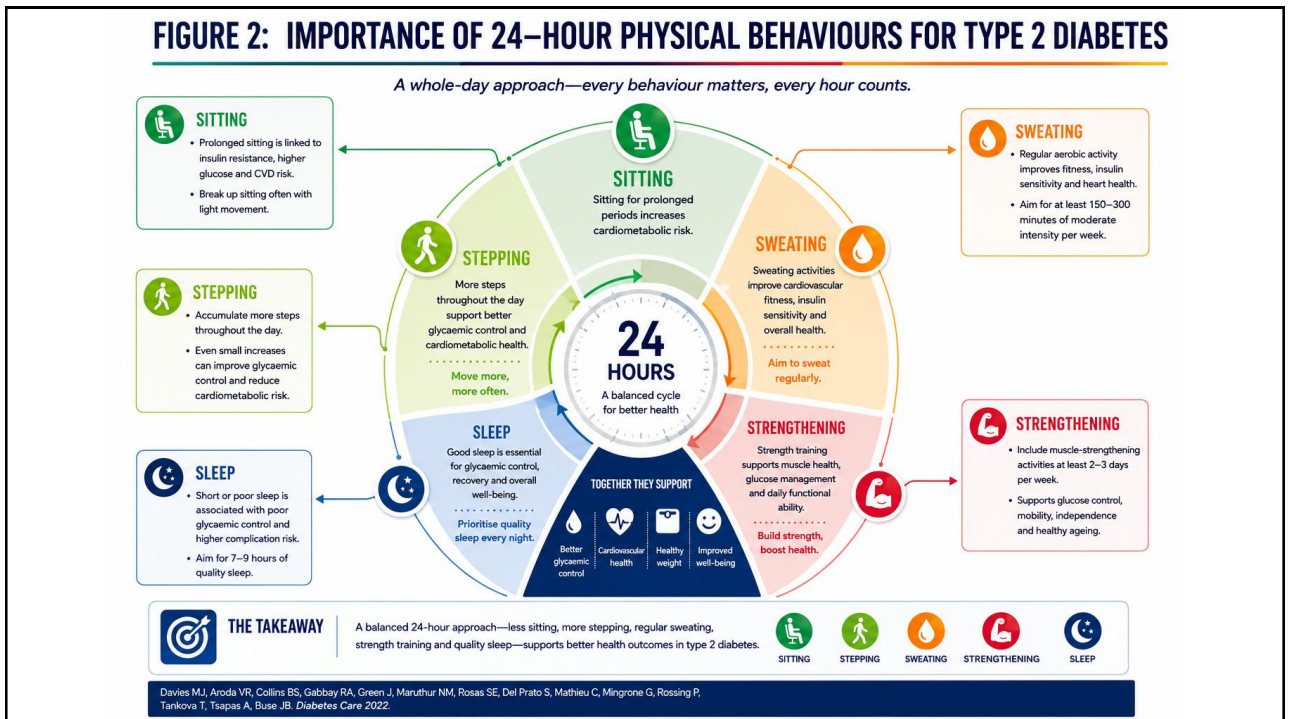 FIGURE 2: IMPORTANCE OF 24–HOUR PHYSICAL BEHAVIOURS FOR TYPE 2 DIABETES
A whole-day approach—every behaviour matters, every hour counts.
SITTING
• Prolonged sitting is linked to
insulin resistance, higher
glucose and CVD risk.
• Break up sitting often with
light movement.
STEPPING
• Accumulate more steps
throughout the day.
• Even small increases
can improve glycaemic
control and reduce
cardiometabolic risk.
SLEEP
• Short or poor sleep is
associated with poor
glycaemic control and
higher complication risk.
• Aim for 7–9 hours of
quality sleep.
SITTING
Sitting for prolonged
periods increases
cardiometabolic risk.
STEPPING
More steps
throughout the day
support better
glycaemic control and
cardiometabolic health.
Move more,
more often.
SWEATING
Sweating activities
improve cardiovascular
fitness, insulin
sensitivity and
overall health.
Aim to sweat
regularly.
24
HOURS
A balanced cycle
for better health
SLEEP
Good sleep is essential
for glycaemic control,
recovery and overall
well-being.
Prioritise quality
sleep every night.
STRENGTHENING
Strength training
supports muscle health,
glucose management
and daily functional
ability.
Build strength,
boost health.
TOGETHER THEY SUPPORT
Better
glycaemic
control
Cardiovascular
health
Healthy
weight
Improved
well-being
SWEATING
• Regular aerobic activity
improves fitness, insulin
sensitivity and heart health.
• Aim for at least 150–300
minutes of moderate
intensity per week.
STRENGTHENING
• Include muscle-strengthening
activities at least 2–3 days
per week.
• Supports glucose control,
mobility, independence
and healthy ageing.
THE TAKEAWAY
A balanced 24-hour approach—less sitting, more stepping, regular sweating,
strength training and quality sleep—supports better health outcomes in type 2 diabetes.
SITTING
STEPPING
SWEATING
STRENGTHENING
SLEEP
Davies MJ, Aroda VR, Collins BS, Gabbay RA, Green J, Maruthur NM, Rosas SE, Del Prato S, Mathieu C, Mingrone G, Rossing P,
Tankova T, Tsapas A, Buse JB. Diabetes Care 2022.